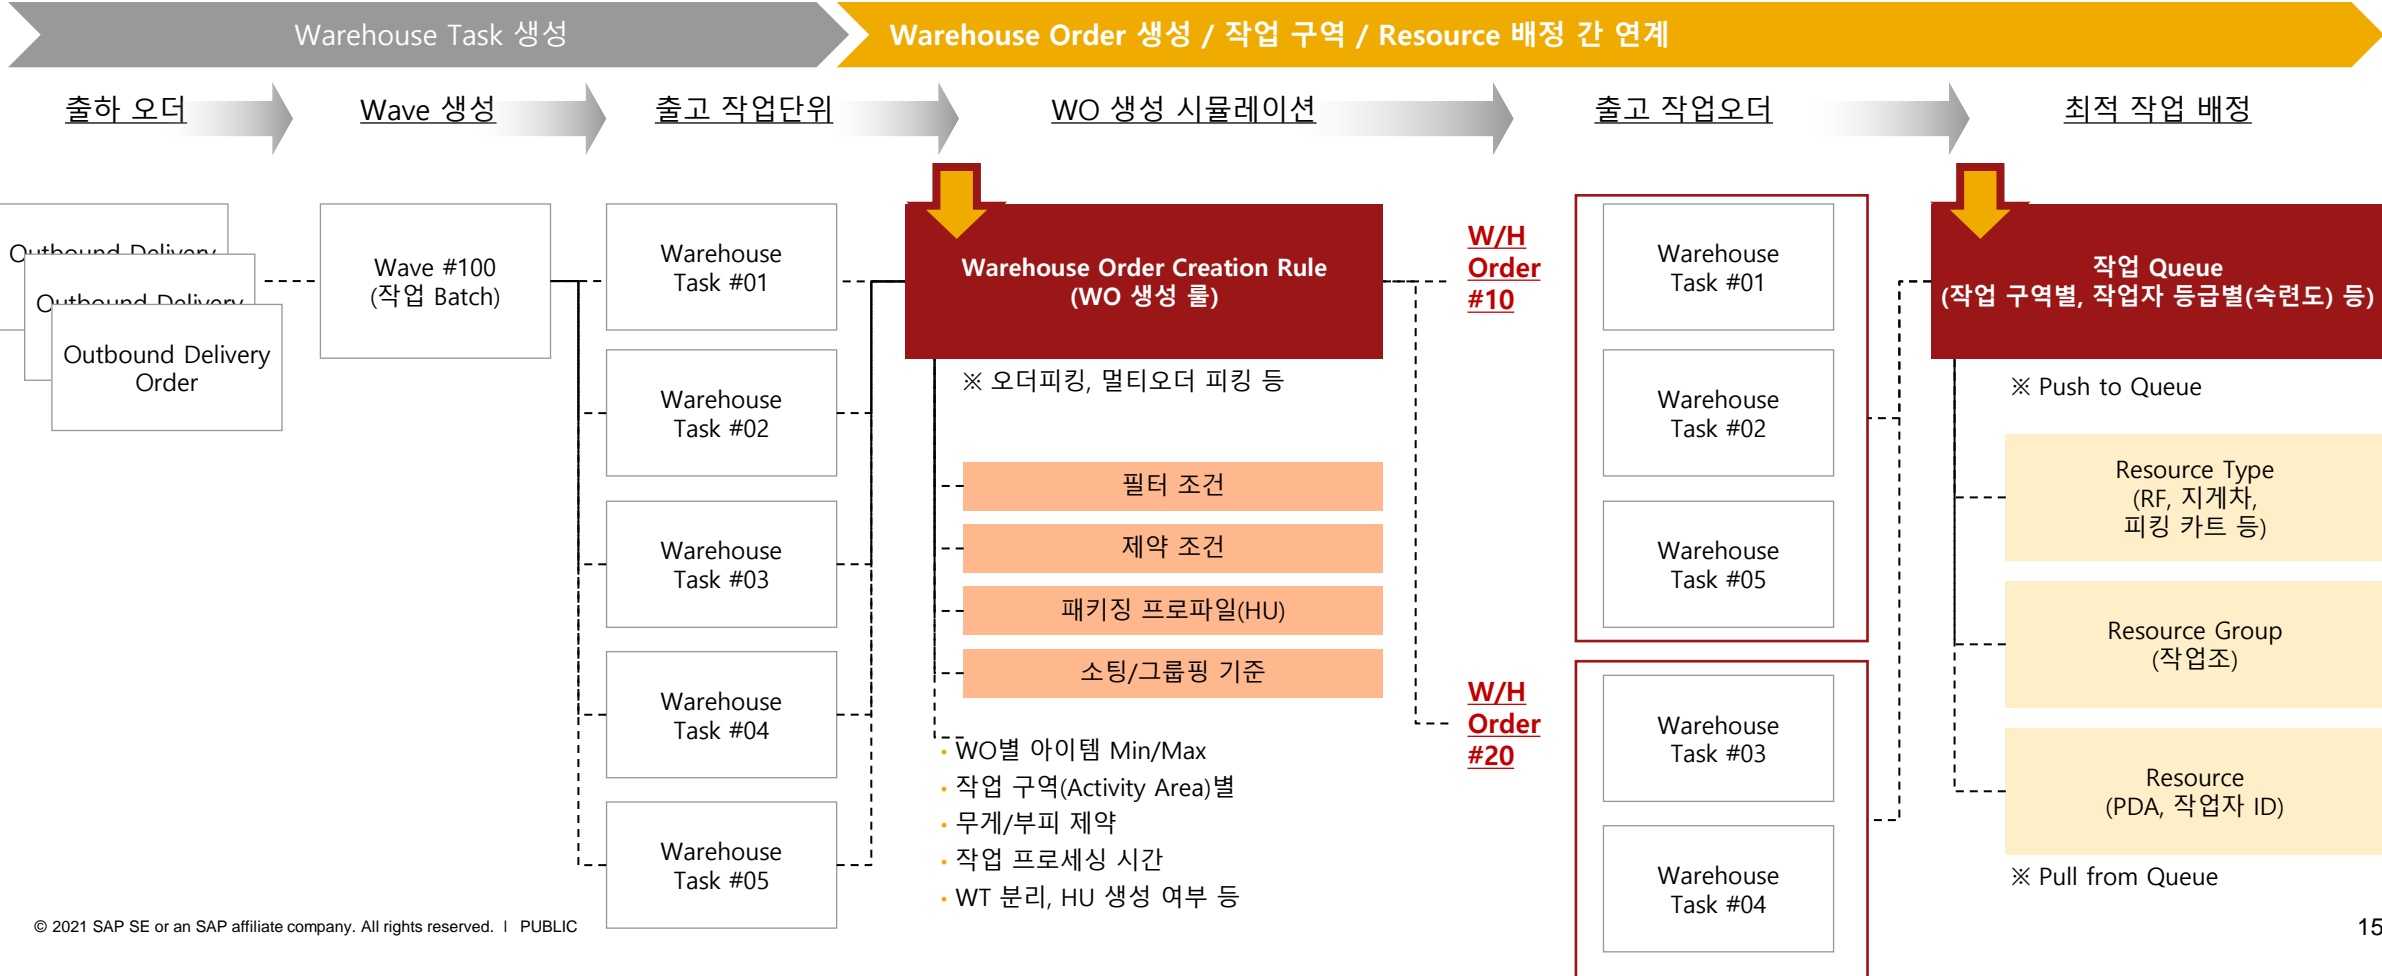 Warehouse Task 생성
Warehouse Order 생성 / 작업 구역 / Resource 배정 간 연계
출하 오더
Wave 생성
출고 작업단위
WO 생성 시뮬레이션
출고 작업오더
최적 작업 배정
Outbound Delivery
Outbound Delivery
Outbound Delivery
Order
Wave #100
(작업 Batch)
Warehouse
Task #01
Warehouse
Task #02
Warehouse
Task #03
Warehouse
Task #04
Warehouse
Task #05
Warehouse Order Creation Rule
(WO 생성 룰)
※ 오더피킹, 멀티오더 피킹 등
필터 조건
제약 조건
패키징 프로파일(HU)
소팅/그룹핑 기준
• WO별 아이템 Min/Max
• 작업 구역(Activity Area)별
• 무게/부피 제약
• 작업 프로세싱 시간
• WT 분리, HU 생성 여부 등
W/H
Order
#10
W/H
Order
#20
Warehouse
Task #01
Warehouse
Task #02
Warehouse
Task #05
Warehouse
Task #03
Warehouse
Task #04
작업 Queue
(작업 구역별, 작업자 등급별(숙련도) 등)
※ Push to Queue
Resource Type
(RF, 지게차,
피킹 카트 등)
Resource Group
(작업조)
Resource
(PDA, 작업자 ID)
※ Pull from Queue
© 2021 SAP SE or an SAP affiliate company. All rights reserved. ǀ PUBLIC
15